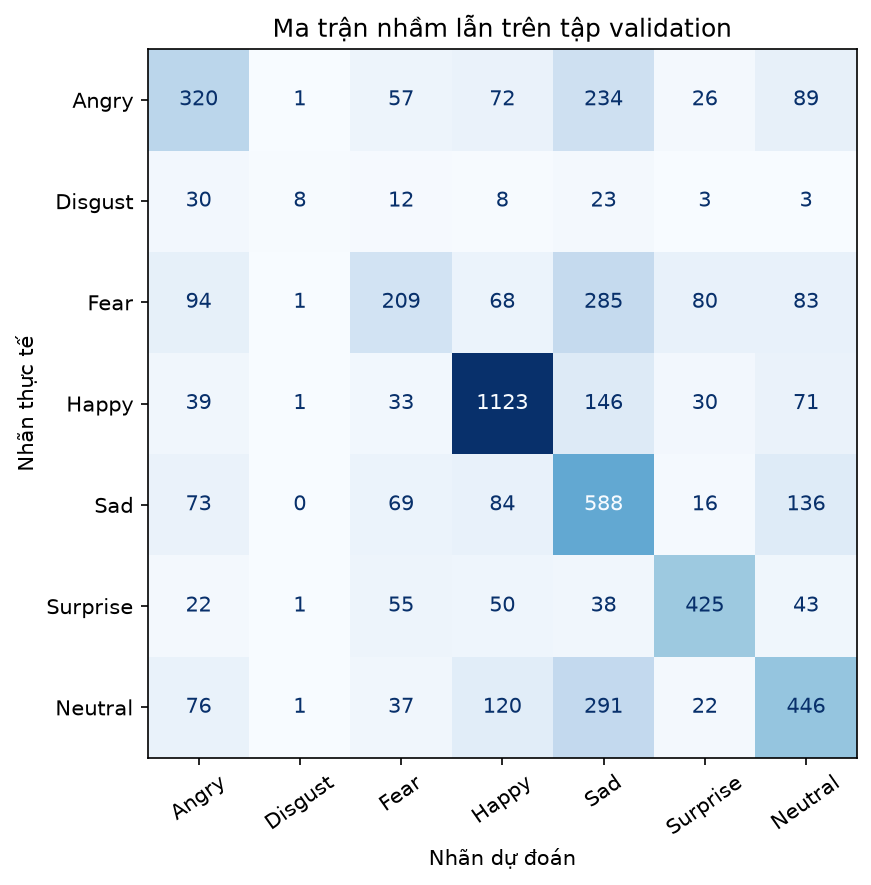 Ma trận nhầm lẫn trên tập validation
Nhãn thực tế
Angry 320 1 57 72 234 26 89
Disgust 30 8 12 8 23 3 3
Fear 94 1 209 68 285 80 83
Happy 39 1 33 1123 146 30 71
Sad 73 0 69 84 588 16 136
Surprise 22 1 55 50 38 425 43
Neutral 76 1 37 120 291 22 446
Angry Disgust Fear Happy Sad Surprise Neutral
Nhãn dự đoán